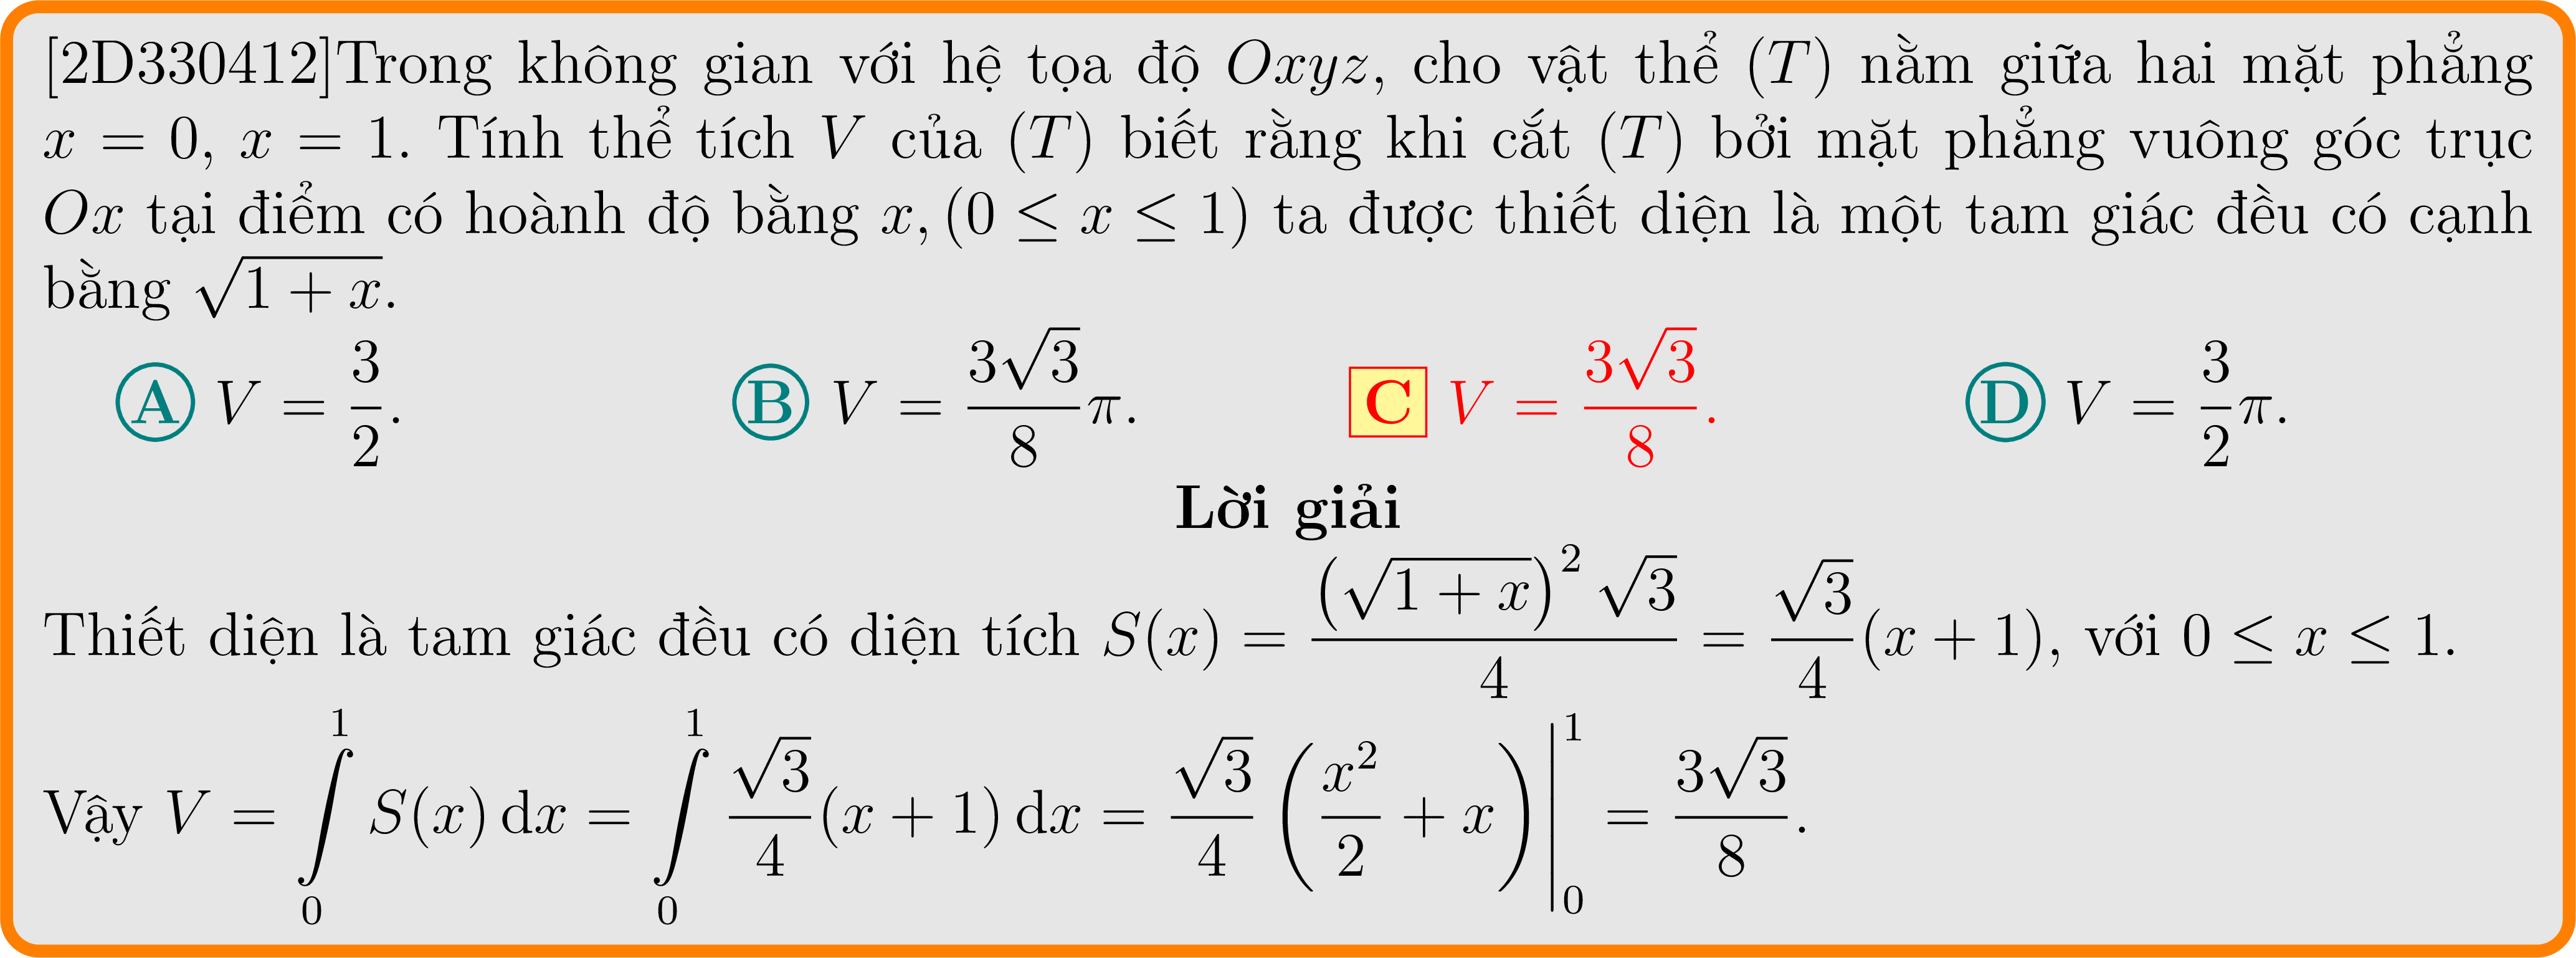 [2D330412]Trong không gian với hệ tọa độ Oxyz, cho vật thể (T) nằm giữa hai mặt phẳng
x = 0, x = 1. Tính thể tích V của (T) biết rằng khi cắt (T) bởi mặt phẳng vuông góc trục
Ox tại điểm có hoành độ bằng x, (0 ≤ x ≤ 1) ta được thiết diện là một tam giác đều có cạnh
bằng $\sqrt{1+x}$.
A $V = \frac{3}{2}$. B $V = \frac{3\sqrt{3}}{8}\pi$. C $V = \frac{3\sqrt{3}}{8}$. D $V = \frac{3}{2}\pi$.
Lời giải
Thiết diện là tam giác đều có diện tích $S(x) = \frac{(\sqrt{1+x})^2 \sqrt{3}}{4} = \frac{\sqrt{3}}{4}(x+1)$, với 0 ≤ x ≤ 1.
Vậy $V = \int\limits_0^1 S(x)\,\mathrm{d}x = \int\limits_0^1 \frac{\sqrt{3}}{4}(x+1)\,\mathrm{d}x = \frac{\sqrt{3}}{4}\left(\frac{x^2}{2}+x\right)\Big|_0^1 = \frac{3\sqrt{3}}{8}$.